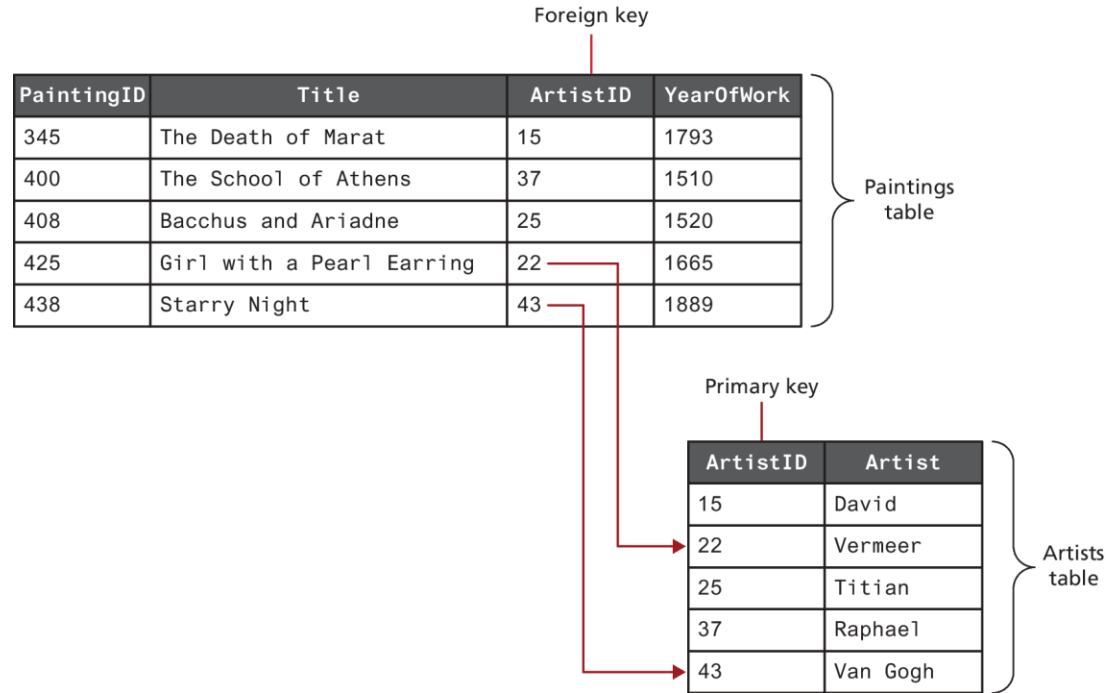 Foreign key
PaintingID Title ArtistID YearOfWork
345 The Death of Marat 15 1793
400 The School of Athens 37 1510
408 Bacchus and Ariadne 25 1520
425 Girl with a Pearl Earring 22 1665
438 Starry Night 43 1889
Paintings
table
Primary key
ArtistID Artist
15 David
22 Vermeer
25 Titian
37 Raphael
43 Van Gogh
Artists
table